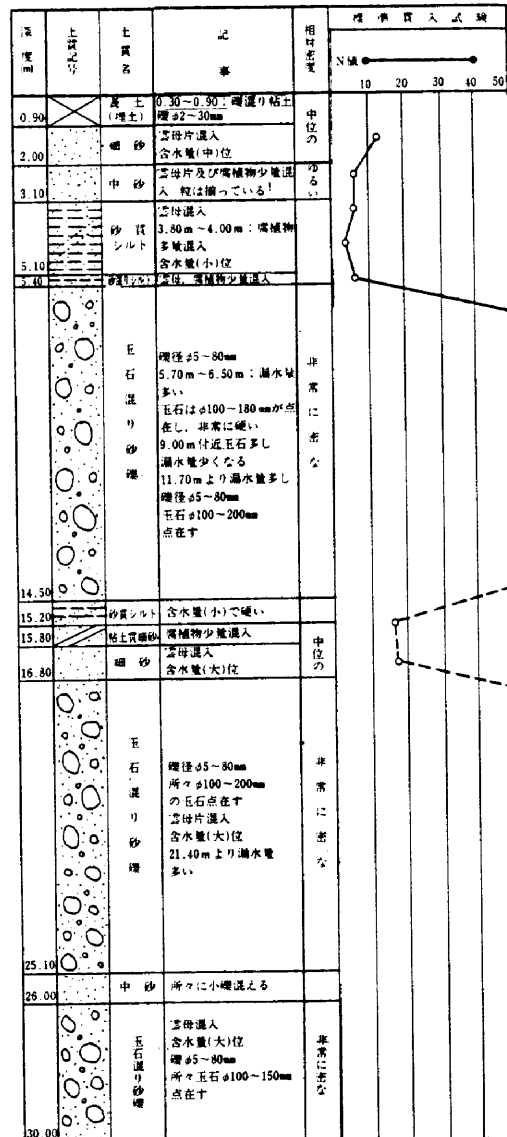 標準貫入試験
深度(m)
土質記号
土質名
記事
相対密度
N値
10 20 30 40 50
0.90
表土
(埋土)
0.30~0.90:礫混り粘土
礫φ2~30mm
中位の
2.00
細砂
雲母片混入
含水量(中)位
3.10
中砂
雲母片及び腐植物少量混
入 粒は揃っている!
ゆるい
5.10
砂質
シルト
雲母混入
3.80m~4.00m:腐植物
多量混入
含水量(小)位
5.40
砂混りシルト
雲母、腐植物少量混入
14.50
玉石混り砂礫
礫径φ5~80mm
5.70m~6.50m:漏水量
多い
玉石はφ100~180mmが点
在し、非常に硬い
9.00m付近玉石多し
漏水量少くなる
11.70mより漏水量多し
礫径φ5~80mm
玉石φ100~200mm
点在す
非常に密な
15.20
砂質シルト
含水量(小)で硬い
15.80
粘土質細砂
腐植物少量混入
16.80
細砂
雲母混入
含水量(大)位
中位の
25.10
玉石混り砂礫
礫径φ5~80mm
所々φ100~200mm
の玉石点在す
雲母片混入
含水量(大)位
21.40mより漏水量
多い
非常に密な
26.00
中砂
所々に小礫混える
30.00
玉石混り砂礫
雲母混入
含水量(大)位
礫φ5~80mm
所々玉石φ100~150mm
点在す
非常に密な